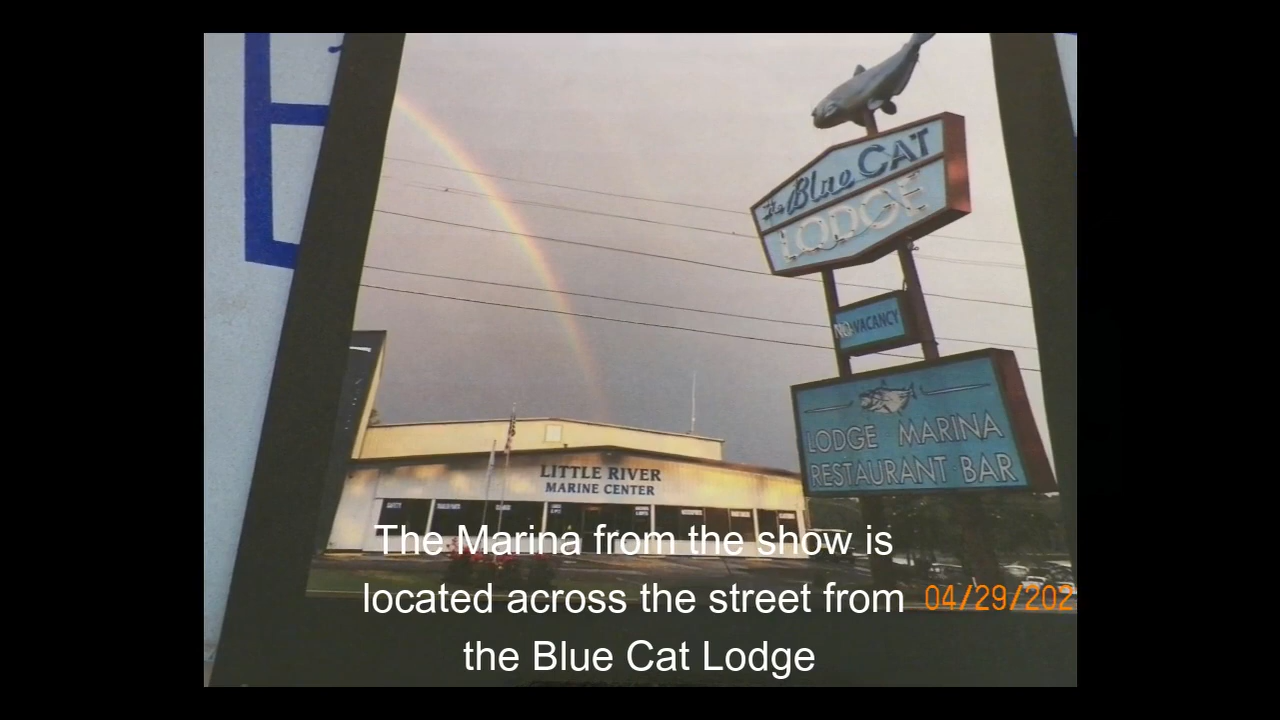 The Blue CAT
LODGE
NO VACANCY
LODGE MARINA
RESTAURANT BAR
LITTLE RIVER
MARINE CENTER
The Marina from the show is
located across the street from
the Blue Cat Lodge
04/29/202